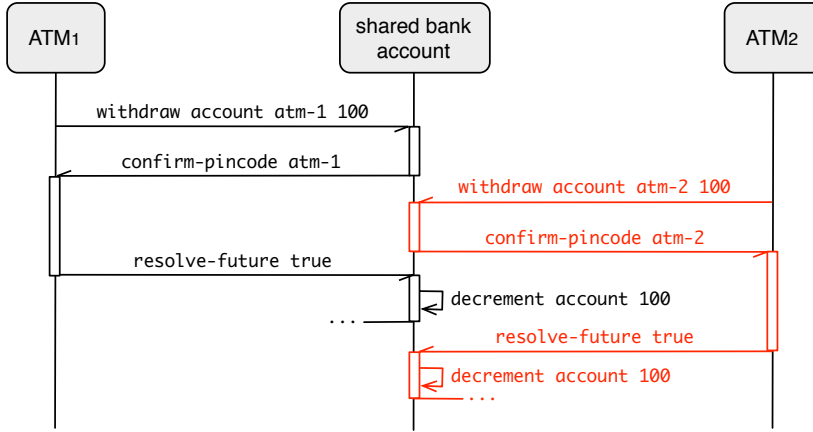 ATM1
shared bank
account
ATM2
withdraw account atm-1 100
confirm-pincode atm-1
withdraw account atm-2 100
confirm-pincode atm-2
resolve-future true
decrement account 100
...
resolve-future true
decrement account 100
...